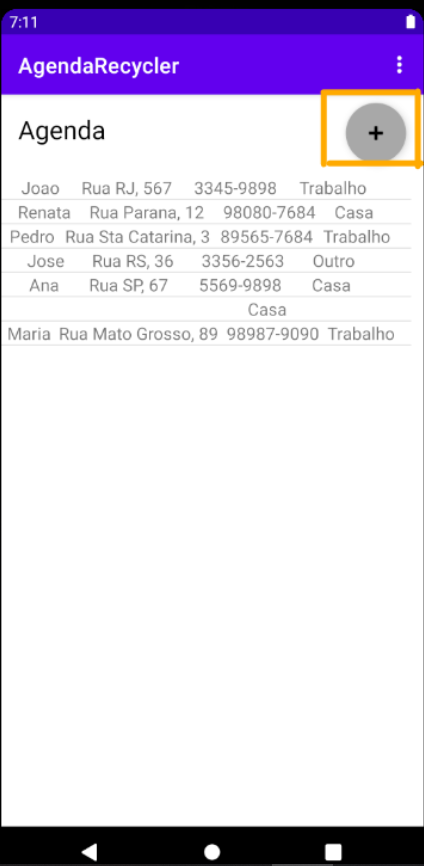 7:11
AgendaRecycler
Agenda
+
Joao Rua RJ, 567 3345-9898 Trabalho
Renata Rua Parana, 12 98080-7684 Casa
Pedro Rua Sta Catarina, 3 89565-7684 Trabalho
Jose Rua RS, 36 3356-2563 Outro
Ana Rua SP, 67 5569-9898 Casa
Casa
Maria Rua Mato Grosso, 89 98987-9090 Trabalho